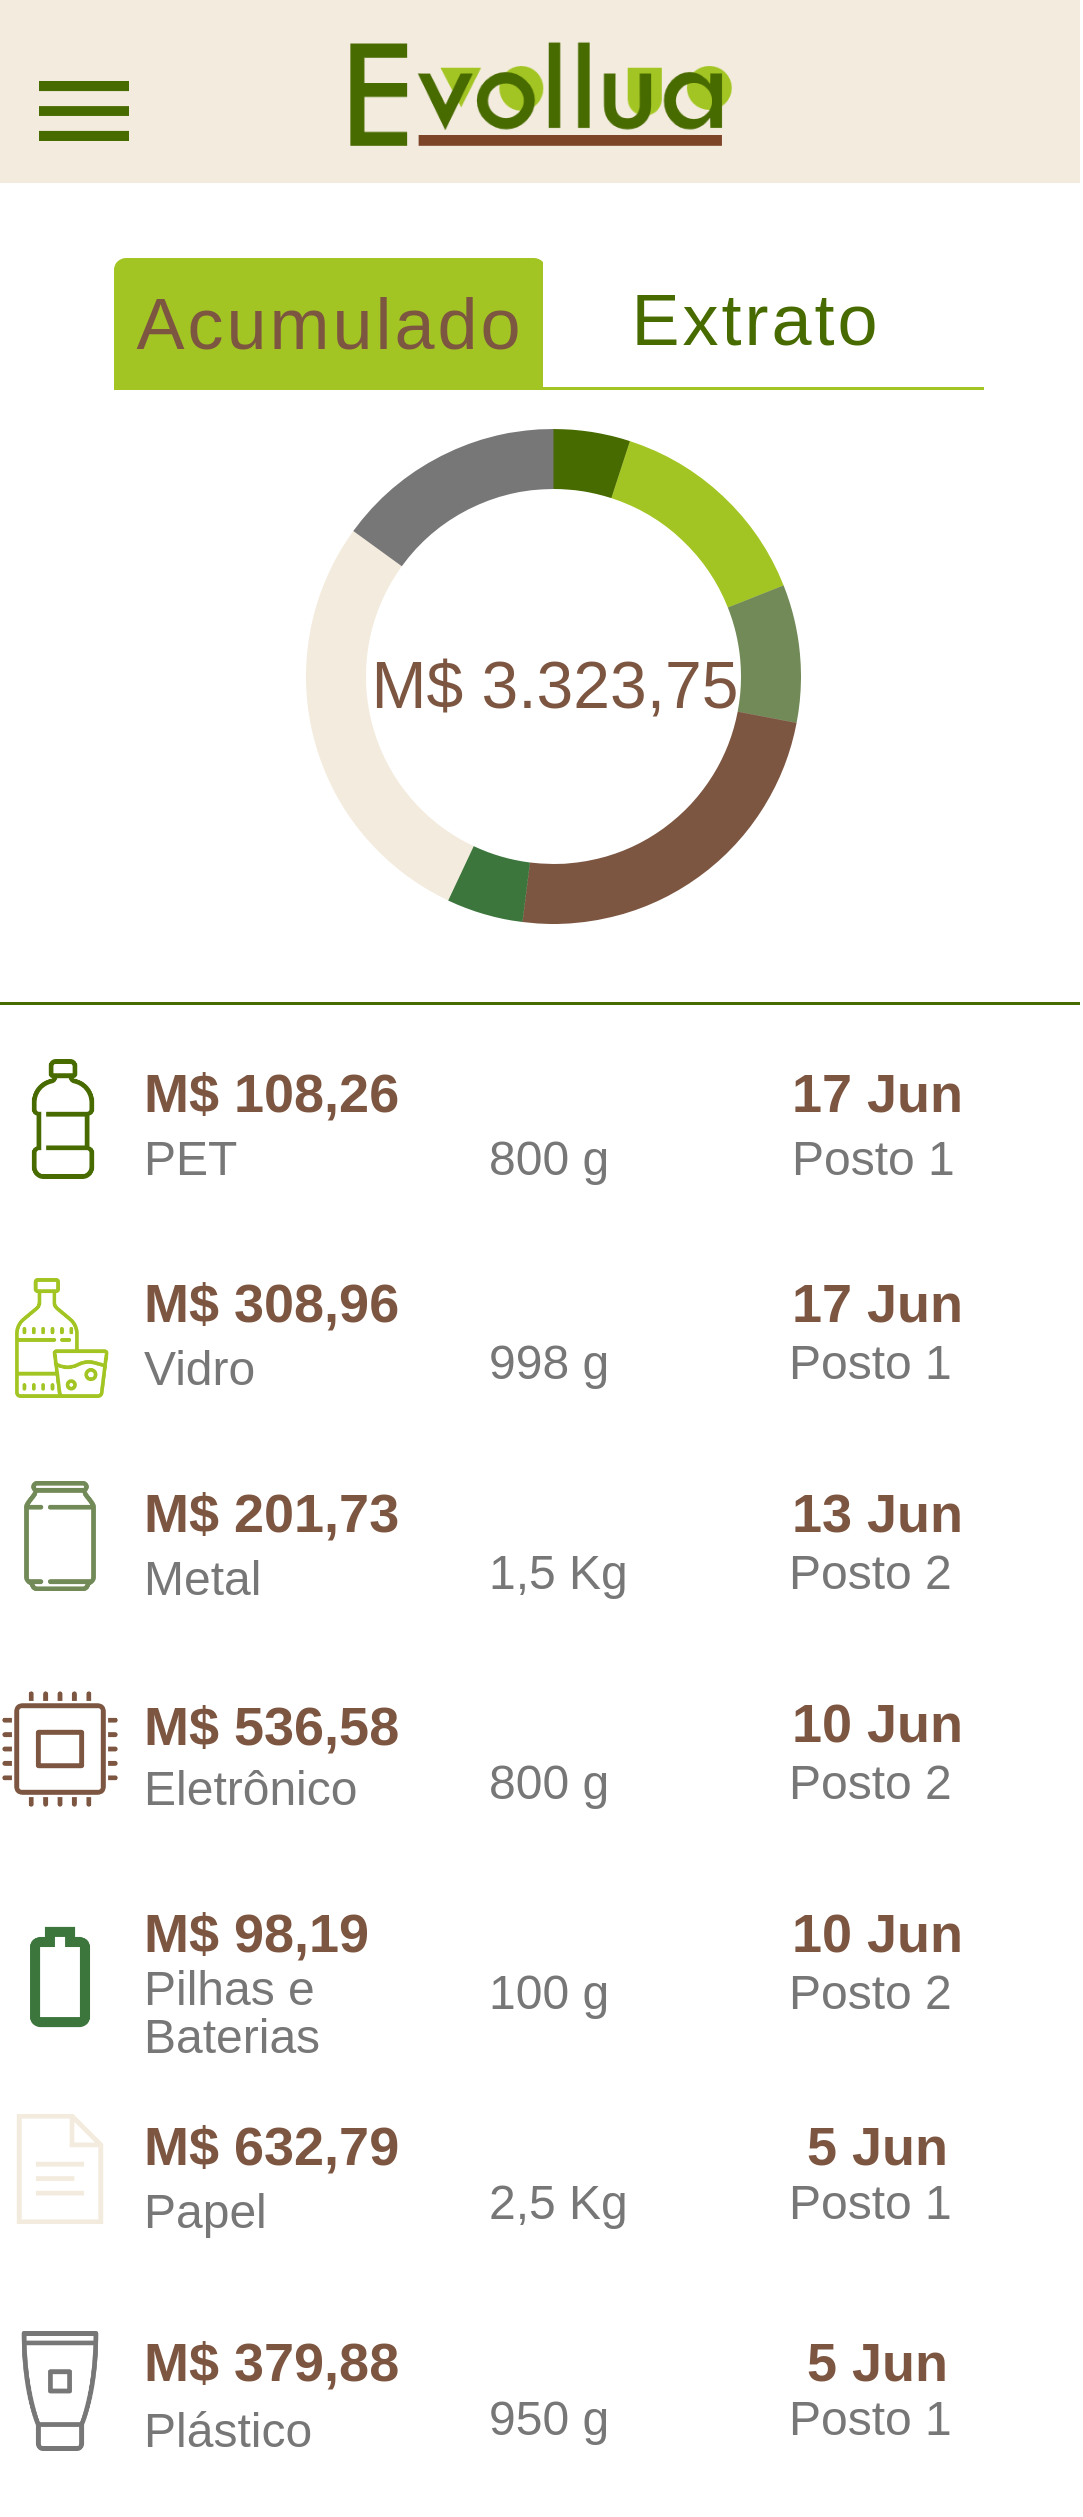 Evollua
Acumulado Extrato
M$ 3.323,75
M$ 108,26 17 Jun
PET 800 g Posto 1
M$ 308,96 17 Jun
Vidro 998 g Posto 1
M$ 201,73 13 Jun
Metal 1,5 Kg Posto 2
M$ 536,58 10 Jun
Eletrônico 800 g Posto 2
M$ 98,19 10 Jun
Pilhas e 100 g Posto 2
Baterias
M$ 632,79 5 Jun
Papel 2,5 Kg Posto 1
M$ 379,88 5 Jun
Plástico 950 g Posto 1